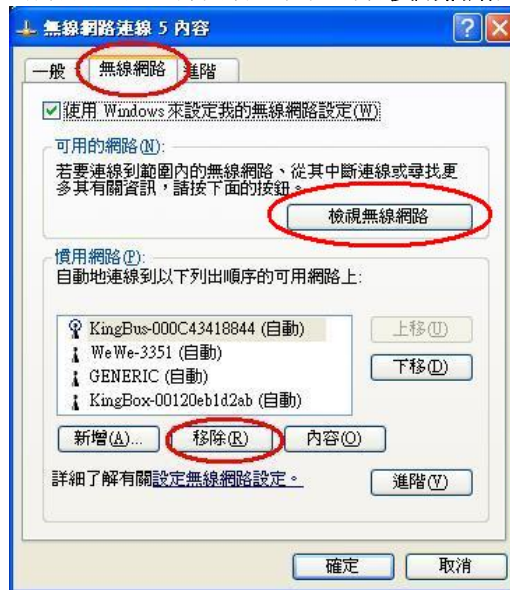 無線網路連線 5 內容
一般 無線網路 進階
使用 Windows 來設定我的無線網路設定(W)
可用的網路(N):
若要連線到範圍內的無線網路、從其中斷連線或尋找更
多其有關資訊，請按下面的按鈕。
檢視無線網路
慣用網路(P):
自動地連線到以下列出順序的可用網路上:
KingBus-000C43418844 (自動) 上移(U)
WeWe-3351 (自動)
GENERIC (自動) 下移(D)
KingBox-00120eb1d2ab (自動)
新增(A)... 移除(R) 內容(O)
詳細了解有關設定無線網路設定。 進階(V)
確定 取消